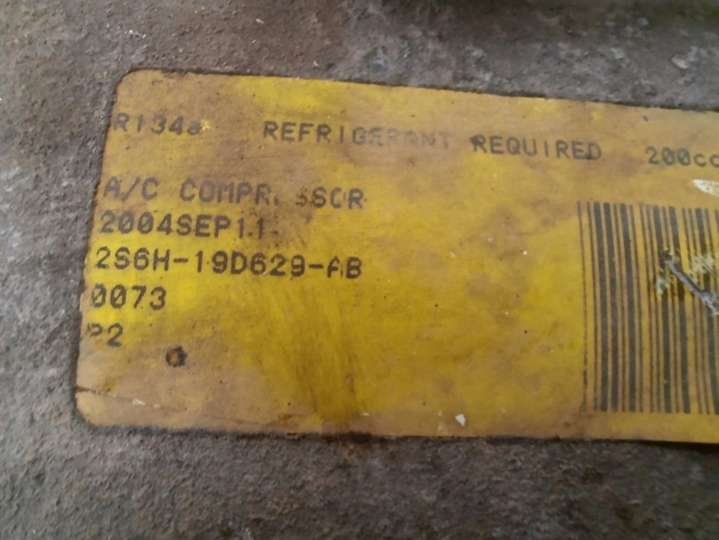 R134a REFRIGERANT REQUIRED 200cc
A/C COMPRESSOR
2004SEP11
2S6H-19D629-AB
0073
P2